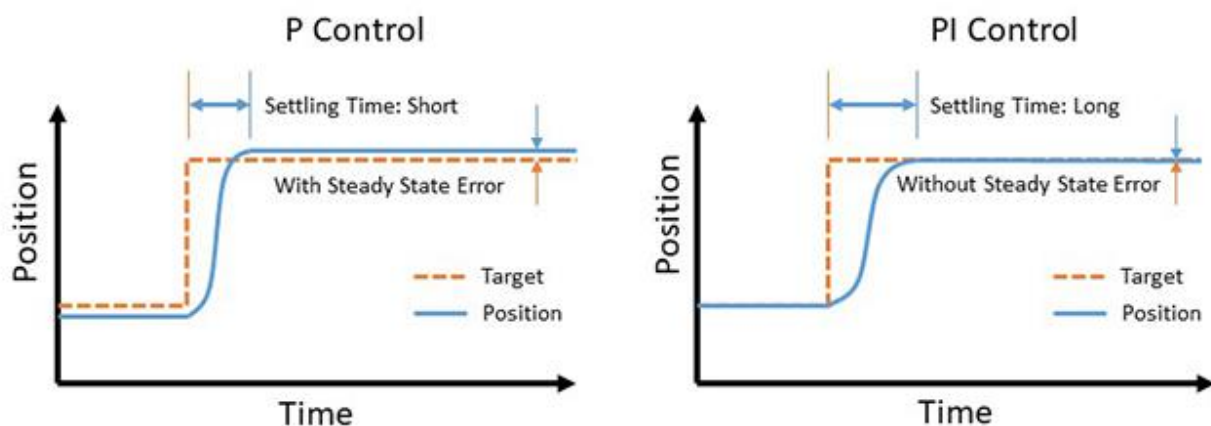 P Control
Settling Time: Short
With Steady State Error
Position
Target
Position
Time
PI Control
Settling Time: Long
Without Steady State Error
Position
Target
Position
Time